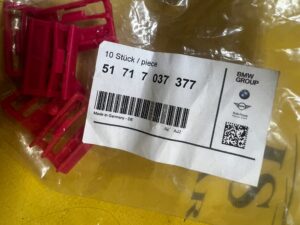 10 Stück / piece
51 71 7 037 377
BMW
GROUP
Made in Germany - DE